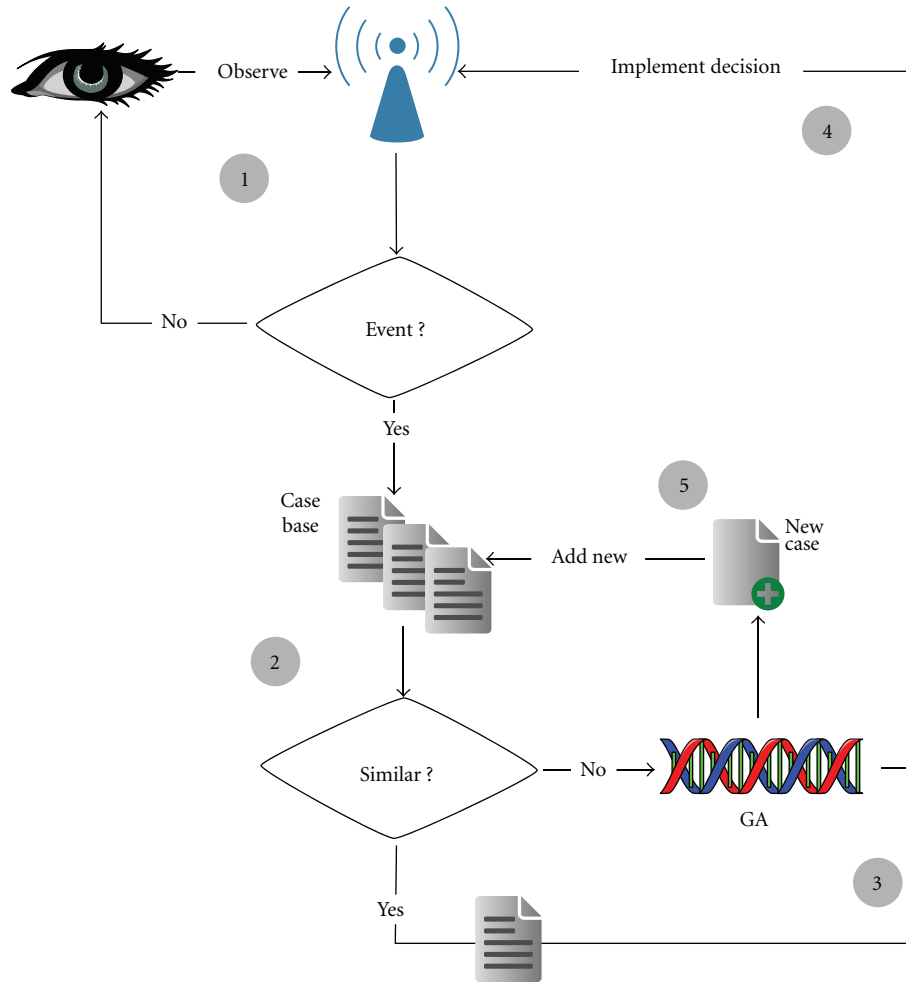 Observe
Implement decision
4
1
No
Event ?
Yes
5
Case
base
New
case
Add new
2
Similar ?
No
GA
3
Yes